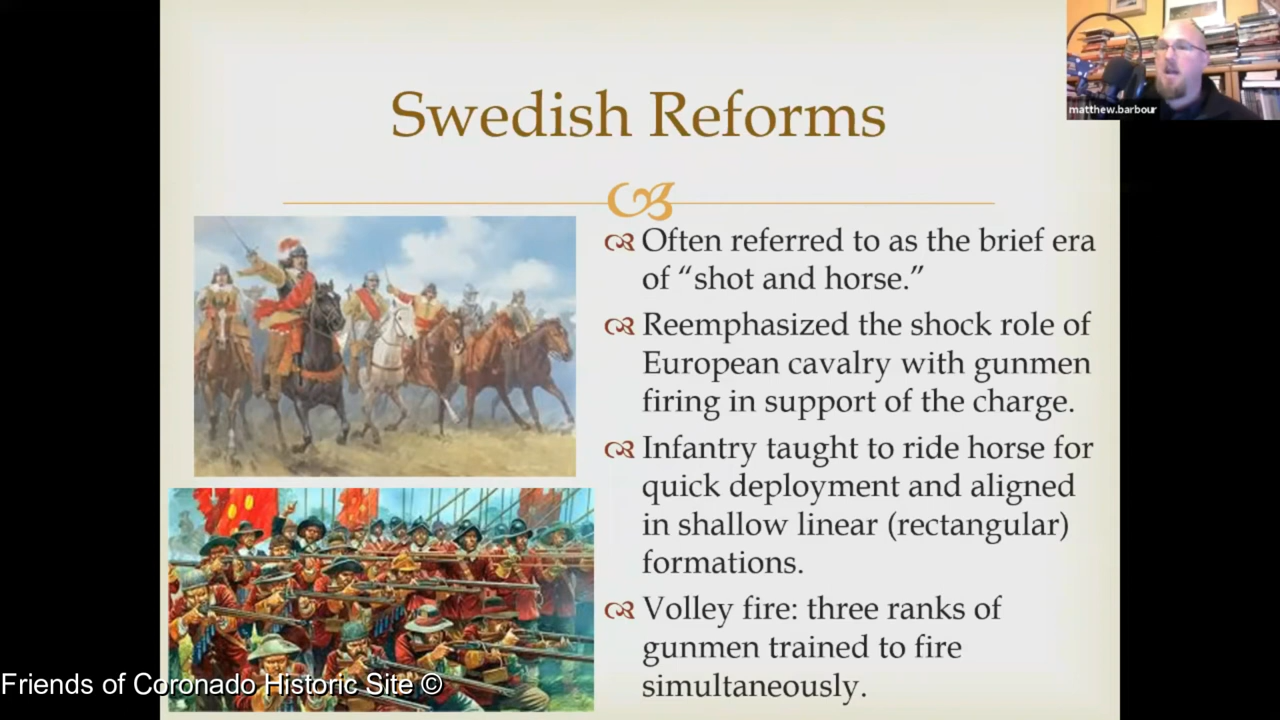 matthew.barbour
Swedish Reforms
Often referred to as the brief era
of “shot and horse.”
Reemphasized the shock role of
European cavalry with gunmen
firing in support of the charge.
Infantry taught to ride horse for
quick deployment and aligned
in shallow linear (rectangular)
formations.
Volley fire: three ranks of
gunmen trained to fire
simultaneously.
Friends of Coronado Historic Site ©